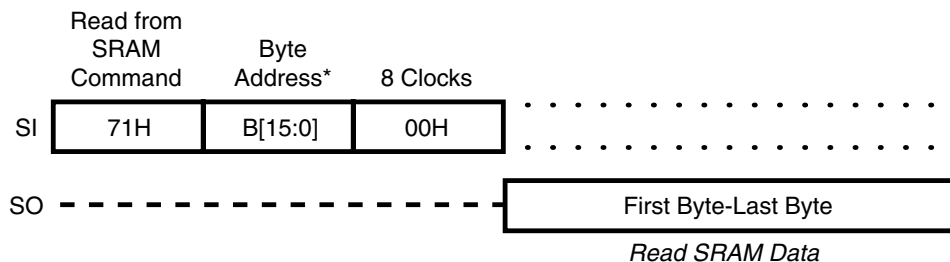 Read from
SRAM
Command
Byte
Address*
8 Clocks
SI
71H
B[15:0]
00H
SO
First Byte-Last Byte
Read SRAM Data